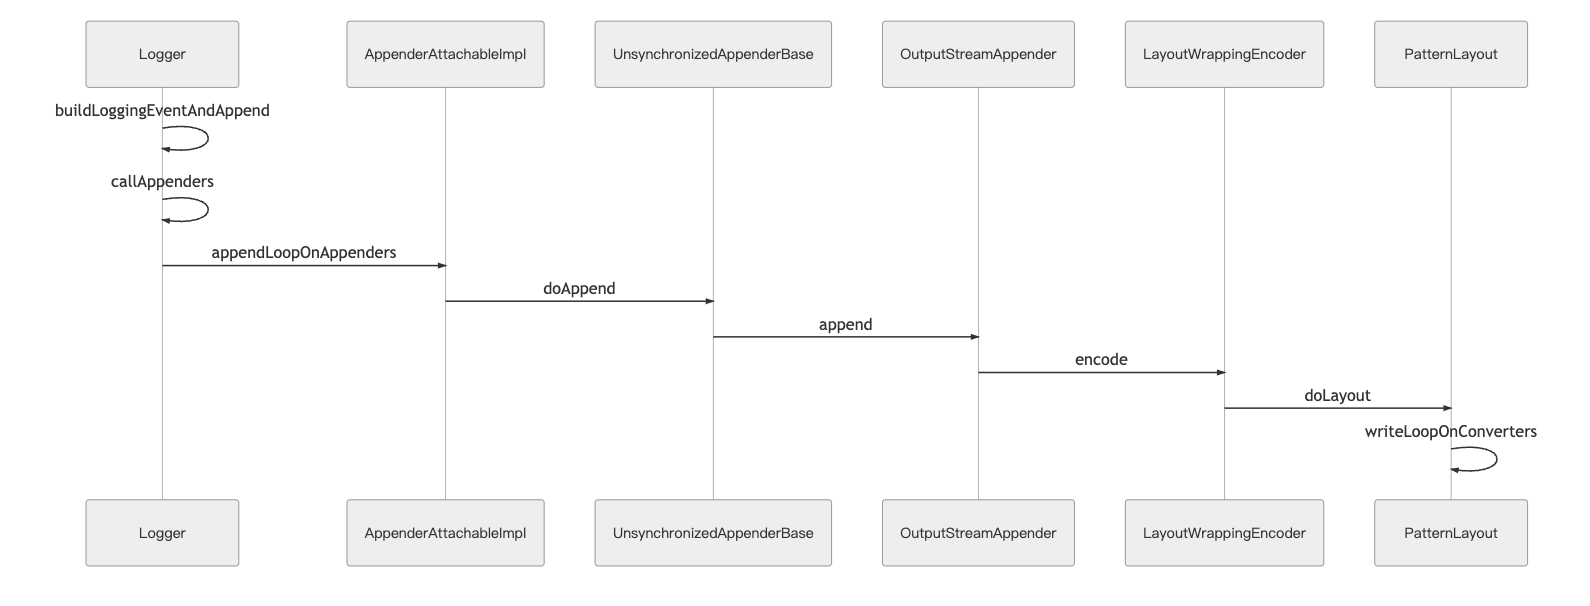 Logger
AppenderAttachableImpl
UnsynchronizedAppenderBase
OutputStreamAppender
LayoutWrappingEncoder
PatternLayout
buildLoggingEventAndAppend
callAppenders
appendLoopOnAppenders
doAppend
append
encode
doLayout
writeLoopOnConverters
Logger
AppenderAttachableImpl
UnsynchronizedAppenderBase
OutputStreamAppender
LayoutWrappingEncoder
PatternLayout